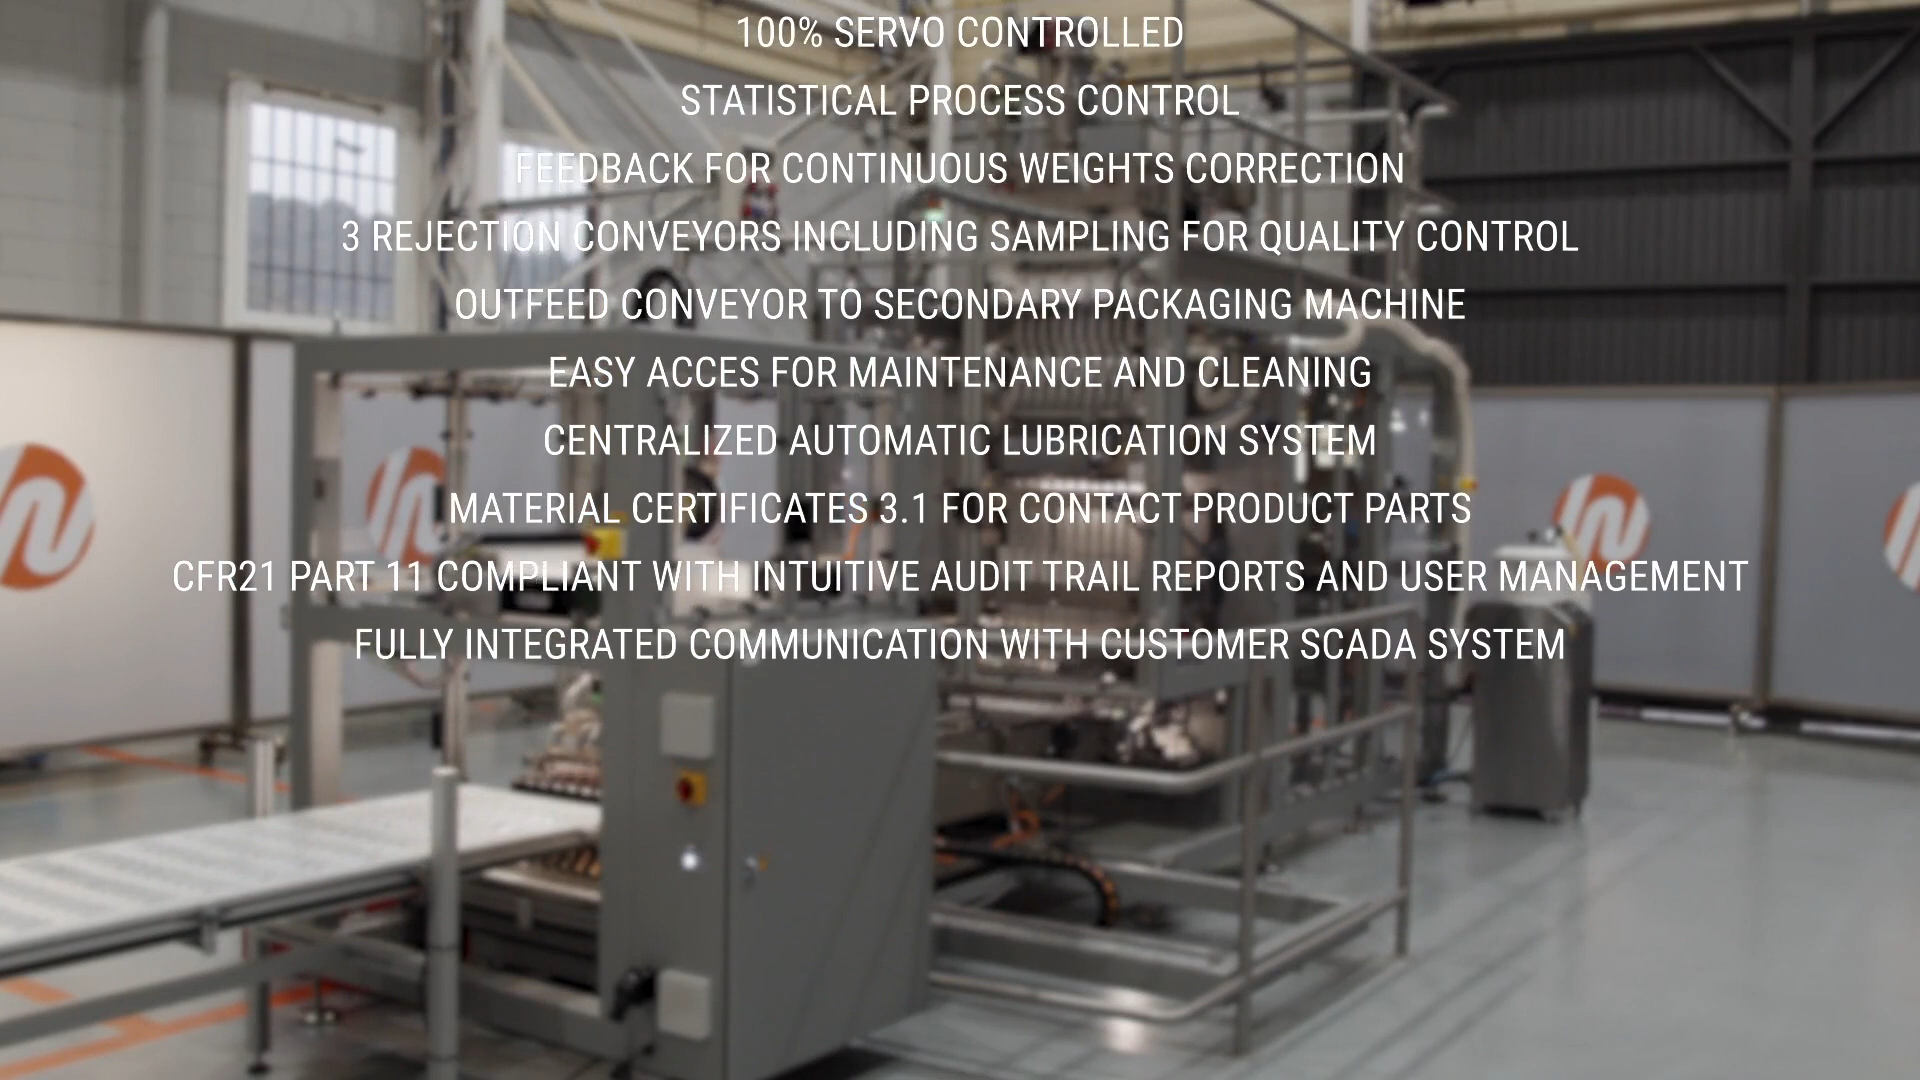 100% SERVO CONTROLLED
STATISTICAL PROCESS CONTROL
FEEDBACK FOR CONTINUOUS WEIGHTS CORRECTION
3 REJECTION CONVEYORS INCLUDING SAMPLING FOR QUALITY CONTROL
OUTFEED CONVEYOR TO SECONDARY PACKAGING MACHINE
EASY ACCES FOR MAINTENANCE AND CLEANING
CENTRALIZED AUTOMATIC LUBRICATION SYSTEM
MATERIAL CERTIFICATES 3.1 FOR CONTACT PRODUCT PARTS
CFR21 PART 11 COMPLIANT WITH INTUITIVE AUDIT TRAIL REPORTS AND USER MANAGEMENT
FULLY INTEGRATED COMMUNICATION WITH CUSTOMER SCADA SYSTEM